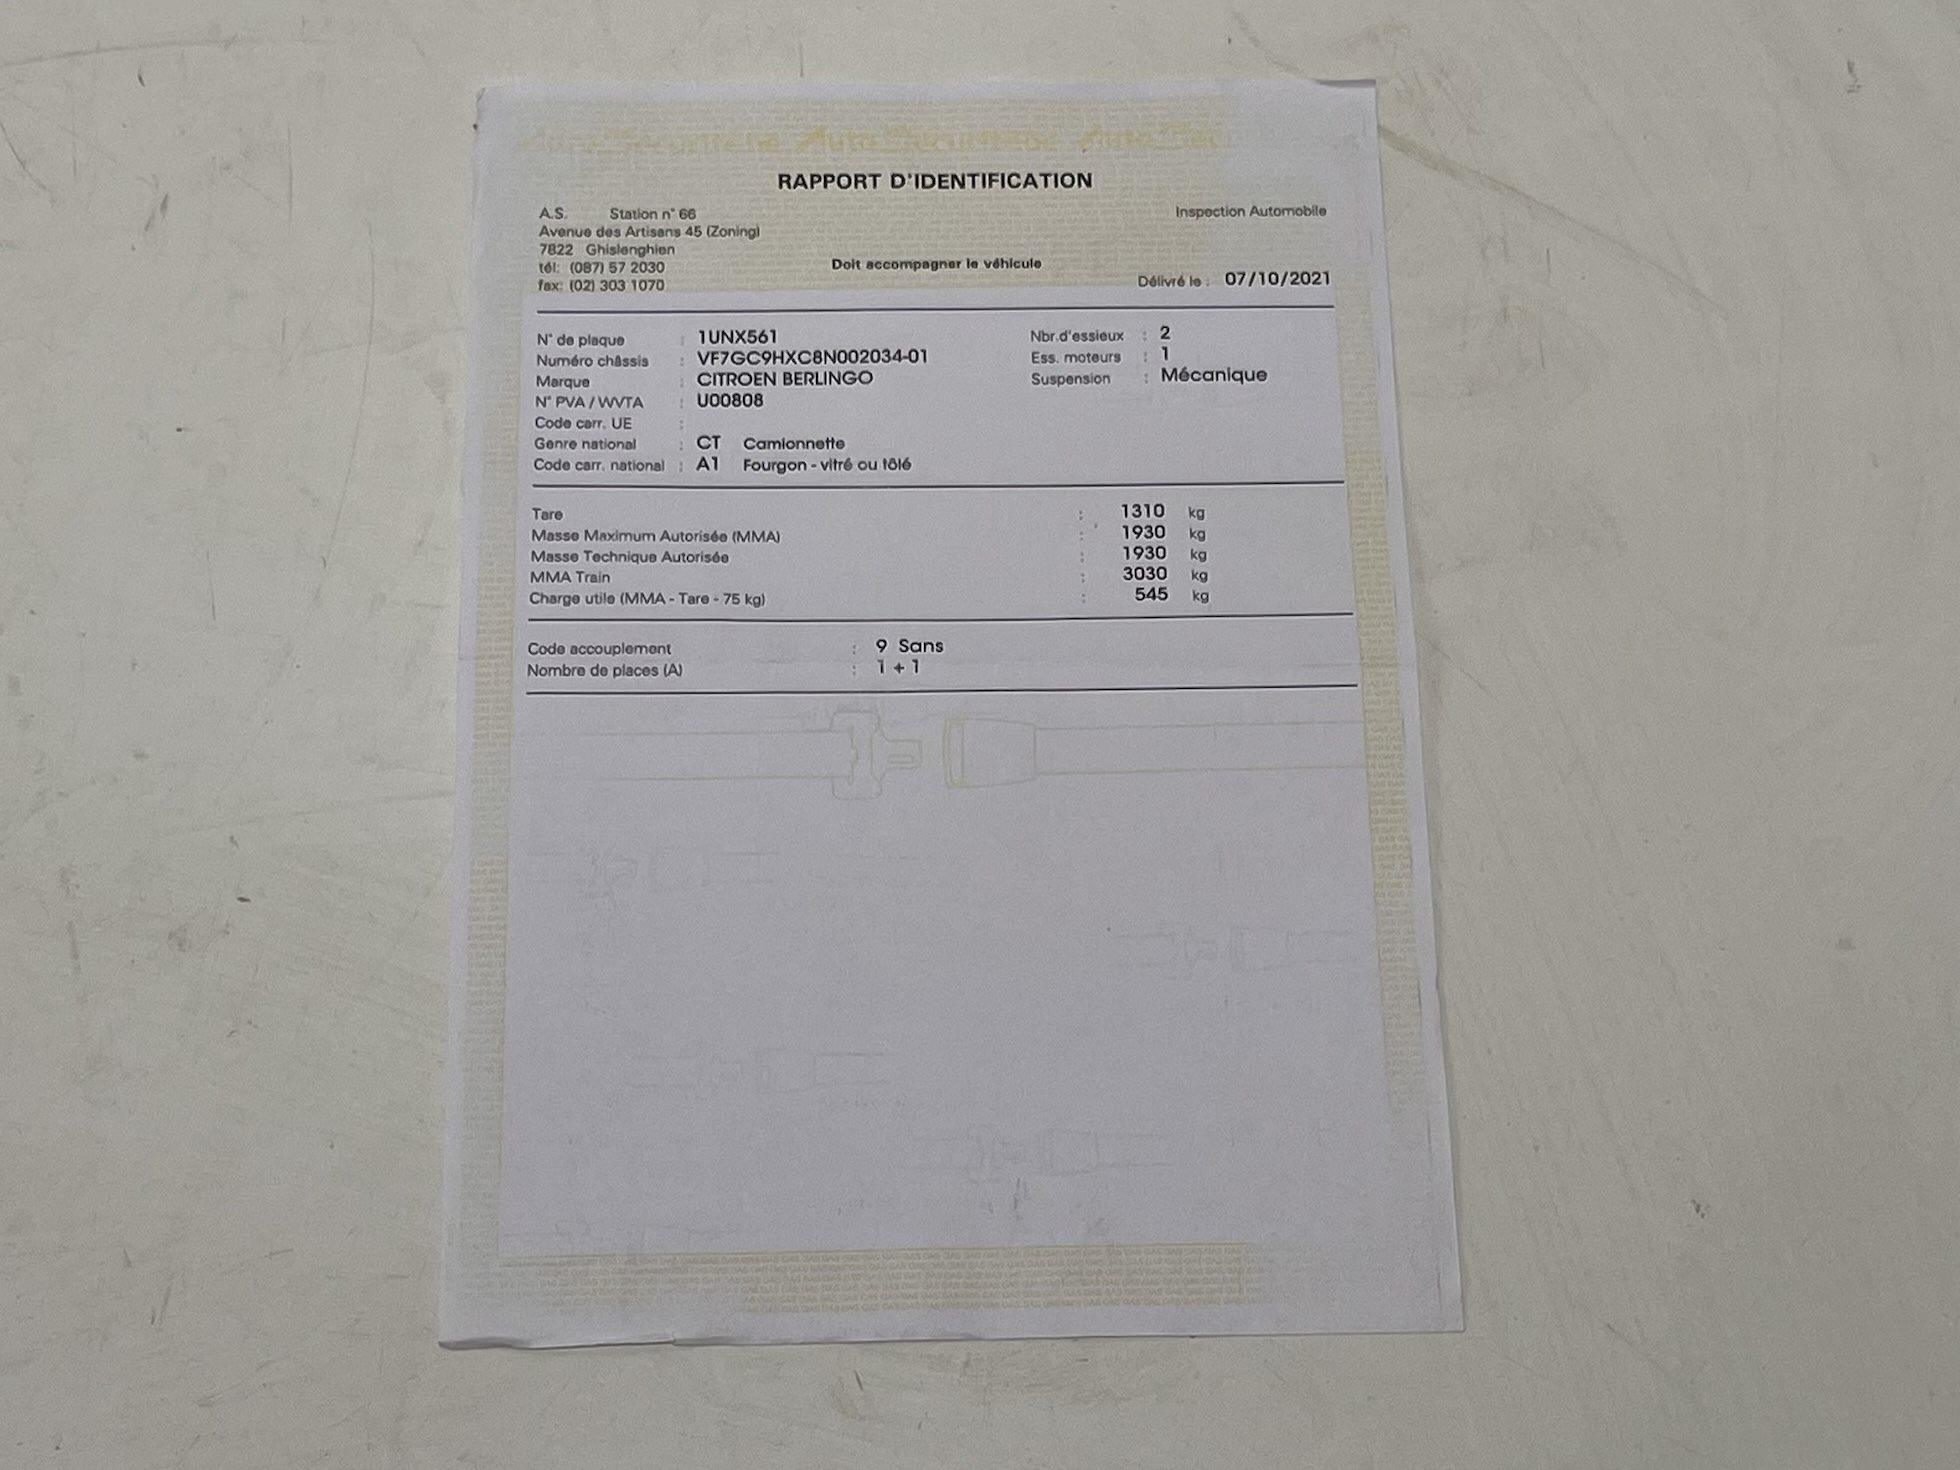 RAPPORT D'IDENTIFICATION
A.S. Station n° 66
Inspection Automobile
Avenue des Artisans 45 (Zoning)
7822 Ghislenghien
tél: (087) 57 2030
Doit accompagner le véhicule
fax: (02) 303 1070
Délivré le : 07/10/2021
N° de plaque : 1UNX561
Nbr.d'essieux : 2
Numéro châssis : VF7GC9HXC8N002034-01
Ess. moteurs : 1
Marque : CITROEN BERLINGO
Suspension : Mécanique
N° PVA / WVTA : U00808
Code carr. UE :
Genre national : CT Camionnette
Code carr. national : A1 Fourgon - vitré ou tôlé
Tare : 1310 kg
Masse Maximum Autorisée (MMA) : 1930 kg
Masse Technique Autorisée : 1930 kg
MMA Train : 3030 kg
Charge utile (MMA - Tare - 75 kg) : 545 kg
Code accouplement : 9 Sans
Nombre de places (A) : 1 + 1